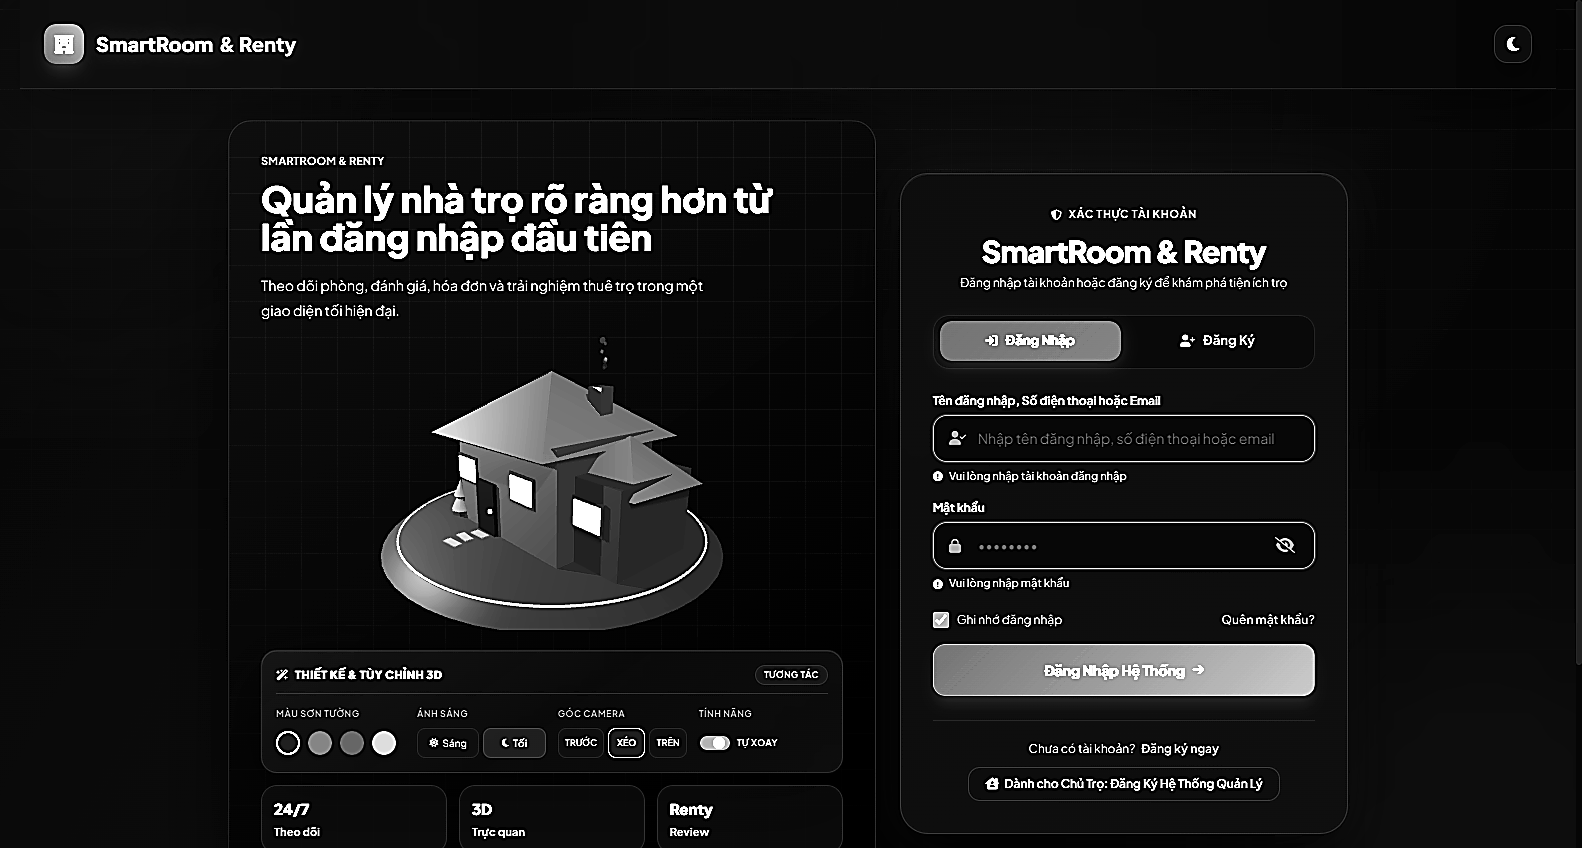 SmartRoom & Renty
SMARTROOM & RENTY
Quản lý nhà trọ rõ ràng hơn từ
lần đăng nhập đầu tiên
Theo dõi phòng, đánh giá, hóa đơn và trải nghiệm thuê trọ trong một
giao diện tối hiện đại.
THIẾT KẾ & TÙY CHỈNH 3D
TƯƠNG TÁC
MÀU SƠN TƯỜNG
ÁNH SÁNG
GÓC CAMERA
TÍNH NĂNG
Sáng
Tối
TRƯỚC
XÉO
TRÊN
TỰ XOAY
24/7
Theo dõi
3D
Trực quan
Renty
Review
XÁC THỰC TÀI KHOẢN
SmartRoom & Renty
Đăng nhập tài khoản hoặc đăng ký để khám phá tiện ích trọ
Đăng Nhập
Đăng Ký
Tên đăng nhập, Số điện thoại hoặc Email
Nhập tên đăng nhập, số điện thoại hoặc email
Vui lòng nhập tài khoản đăng nhập
Mật khẩu
Vui lòng nhập mật khẩu
Ghi nhớ đăng nhập
Quên mật khẩu?
Đăng Nhập Hệ Thống
Chưa có tài khoản? Đăng ký ngay
Dành cho Chủ Trọ: Đăng Ký Hệ Thống Quản Lý